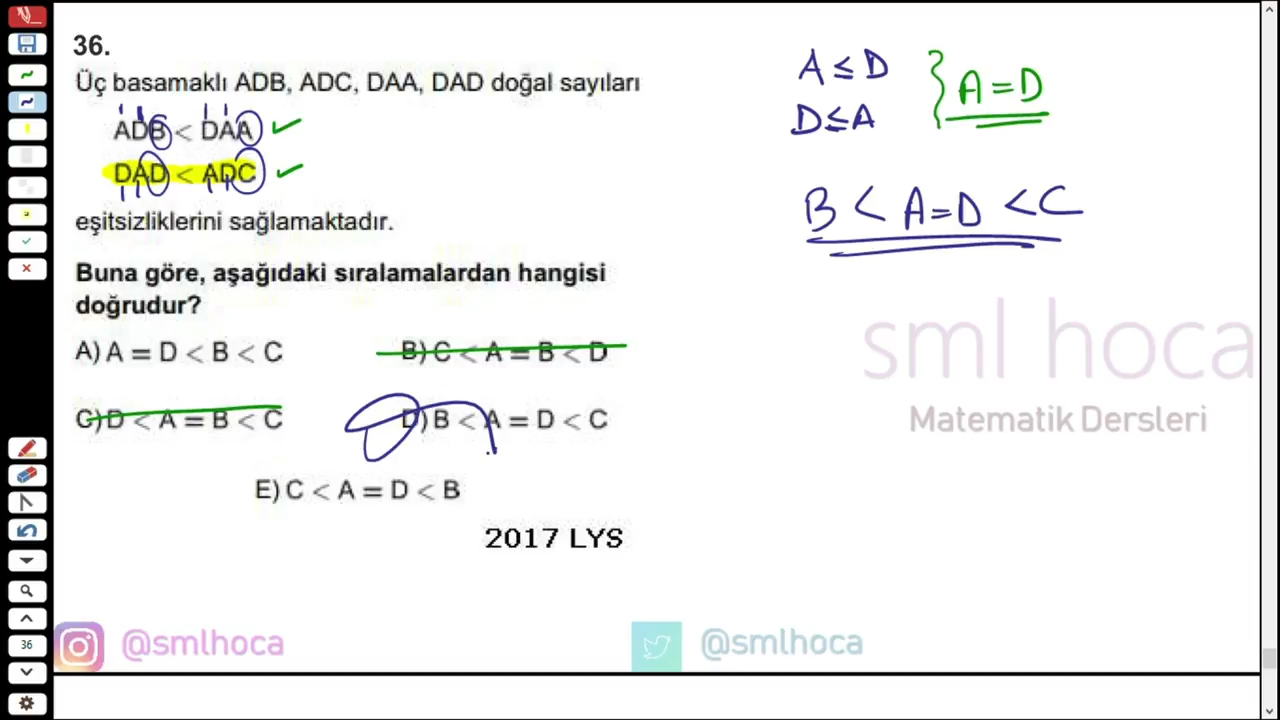 36.
Üç basamaklı ADB, ADC, DAA, DAD doğal sayıları
ADB < DAA
DAD < ADC
eşitsizliklerini sağlamaktadır.
Buna göre, aşağıdaki sıralamalardan hangisi
doğrudur?
A) A = D < B < C
B) C < A = B < D
C) D < A = B < C
D) B < A = D < C
E) C < A = D < B
2017 LYS
A ≤ D
D ≤ A
A = D
B < A = D < C
sml hoca
Matematik Dersleri
@smlhoca
@smlhoca
36